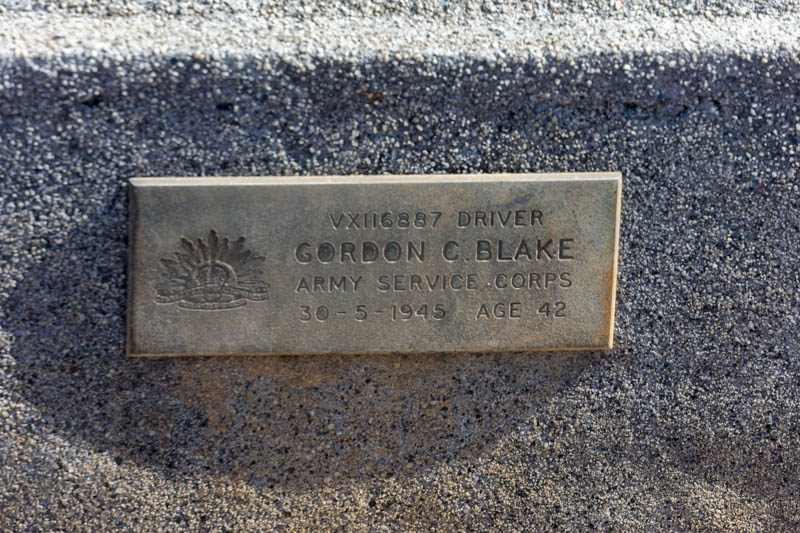 VX116887 DRIVER
GORDON G. BLAKE
ARMY SERVICE CORPS
30-5-1945 AGE 42